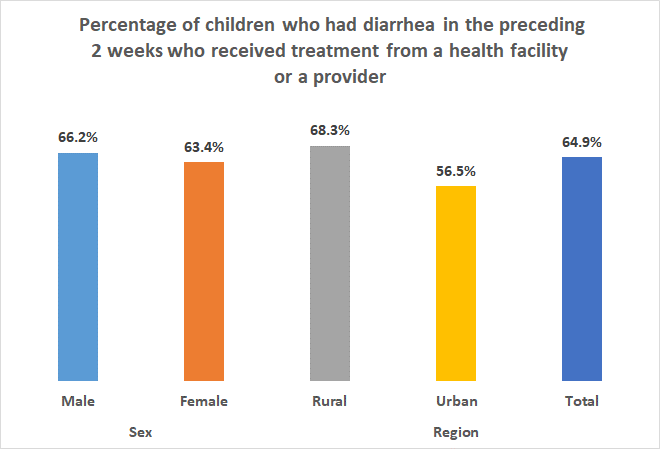 Percentage of children who had diarrhea in the preceding
2 weeks who received treatment from a health facility
or a provider
66.2%
63.4%
68.3%
56.5%
64.9%
Male
Female
Rural
Urban
Total
Sex
Region